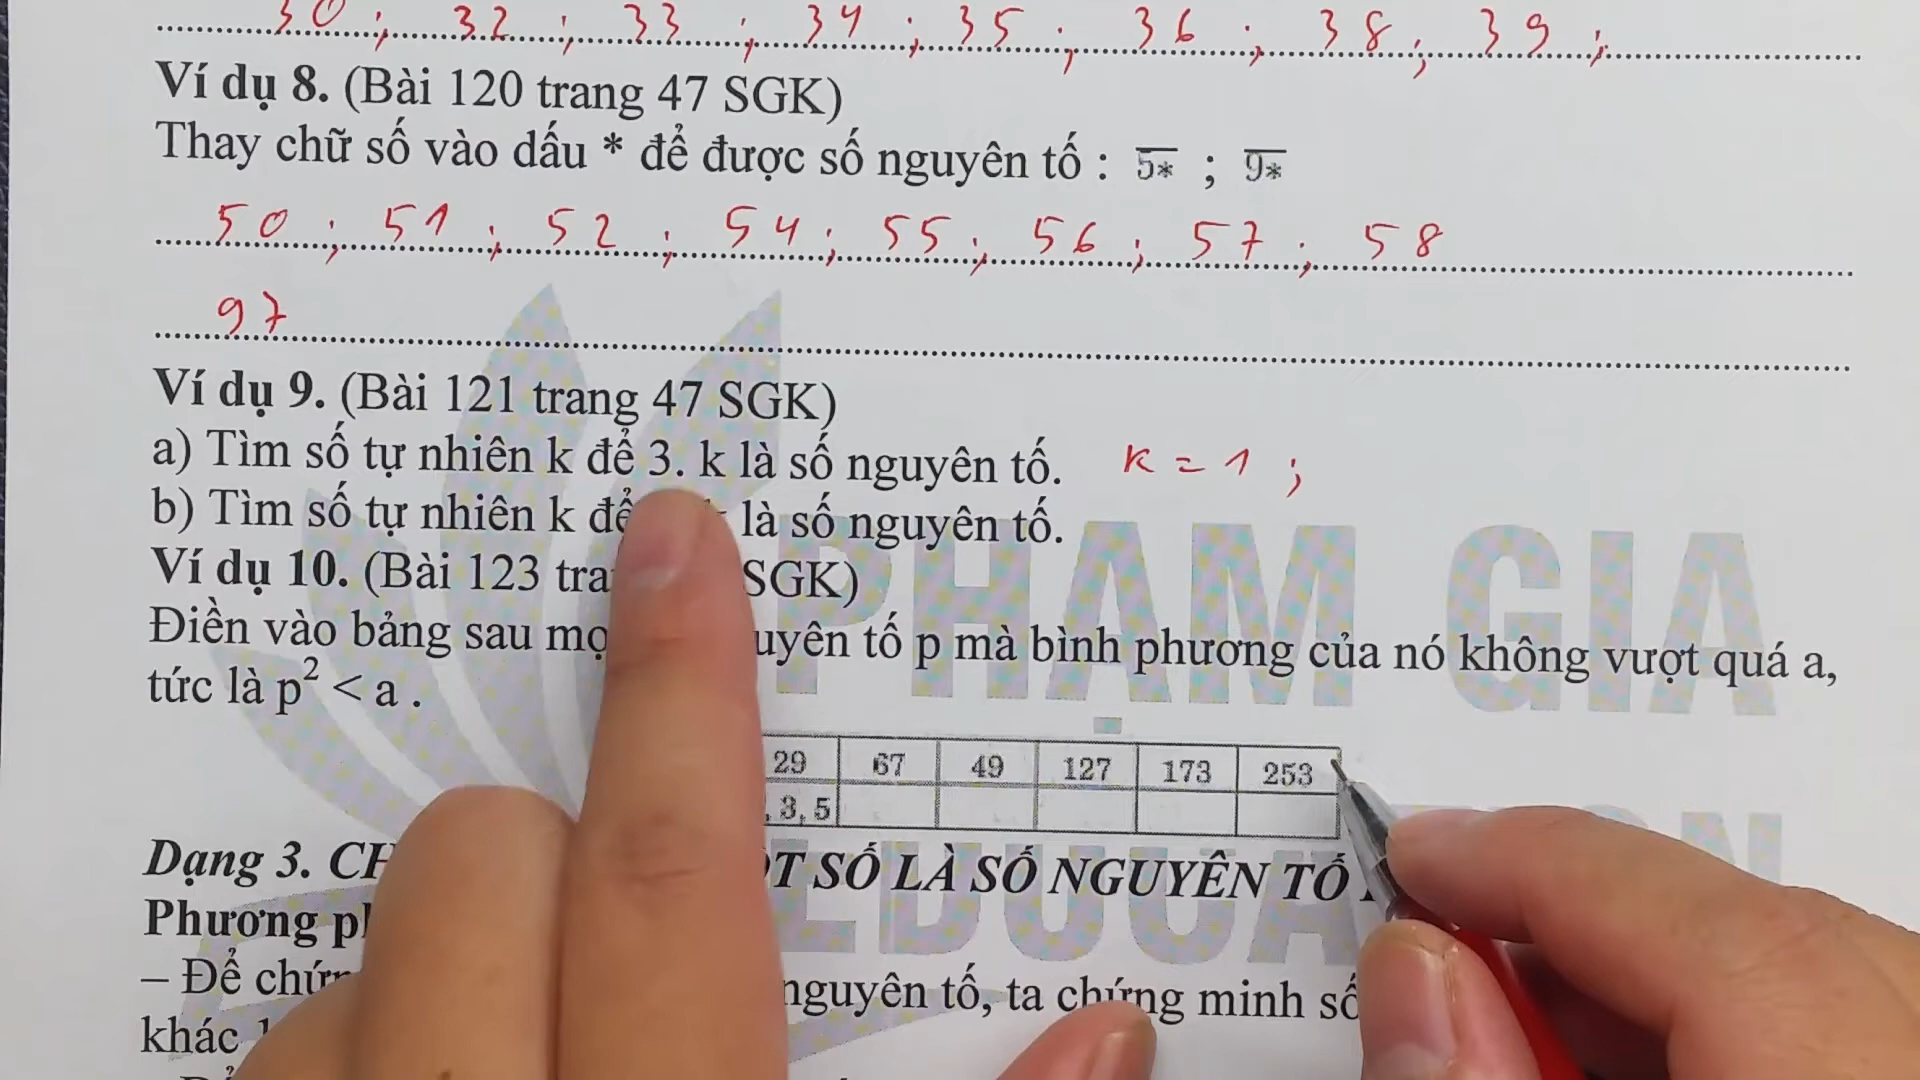 30 ; 32 ; 33 ; 34 ; 35 ; 36 ; 38 ; 39 ;
Ví dụ 8. (Bài 120 trang 47 SGK)
Thay chữ số vào dấu * để được số nguyên tố : 5* ; 9*
50 ; 51 ; 52 ; 54 ; 55 ; 56 ; 57 ; 58
97
Ví dụ 9. (Bài 121 trang 47 SGK)
a) Tìm số tự nhiên k để 3. k là số nguyên tố. k = 1 ;
b) Tìm số tự nhiên k để là số nguyên tố.
Ví dụ 10. (Bài 123 SGK)
Điền vào bảng sau tố p mà bình phương của nó không vượt quá a,
tức là p² < a .
29 67 49 127 173 253
, 3, 5
Dạng 3. SỐ LÀ SỐ NGUYÊN TỐ
Phương
– Để nguyên tố, ta chứng minh số
khác
PHẠM GIA